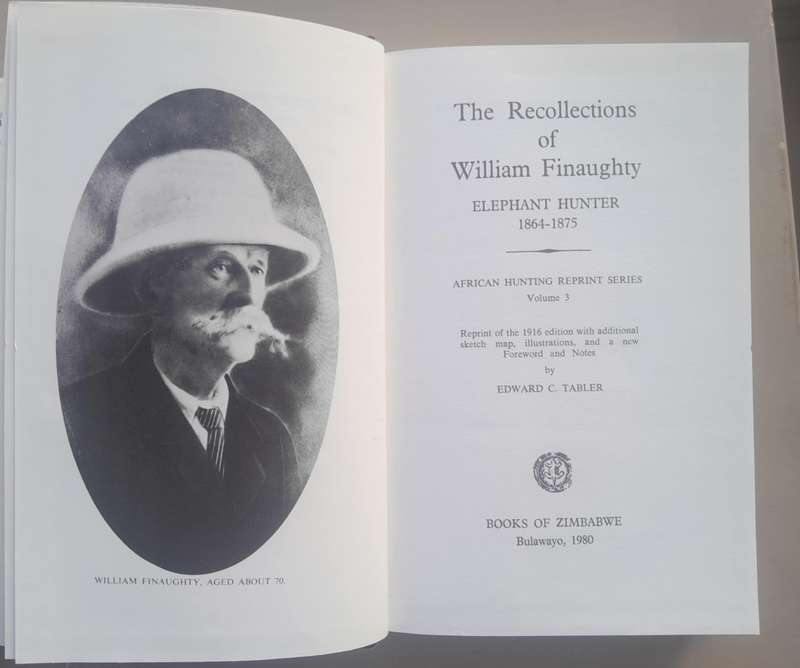 WILLIAM FINAUGHTY, AGED ABOUT 70.
The Recollections
of
William Finaughty
ELEPHANT HUNTER
1864-1875
AFRICAN HUNTING REPRINT SERIES
Volume 3
Reprint of the 1916 edition with additional
sketch map, illustrations, and a new
Foreword and Notes
by
EDWARD C. TABLER
BOOKS OF ZIMBABWE
Bulawayo, 1980